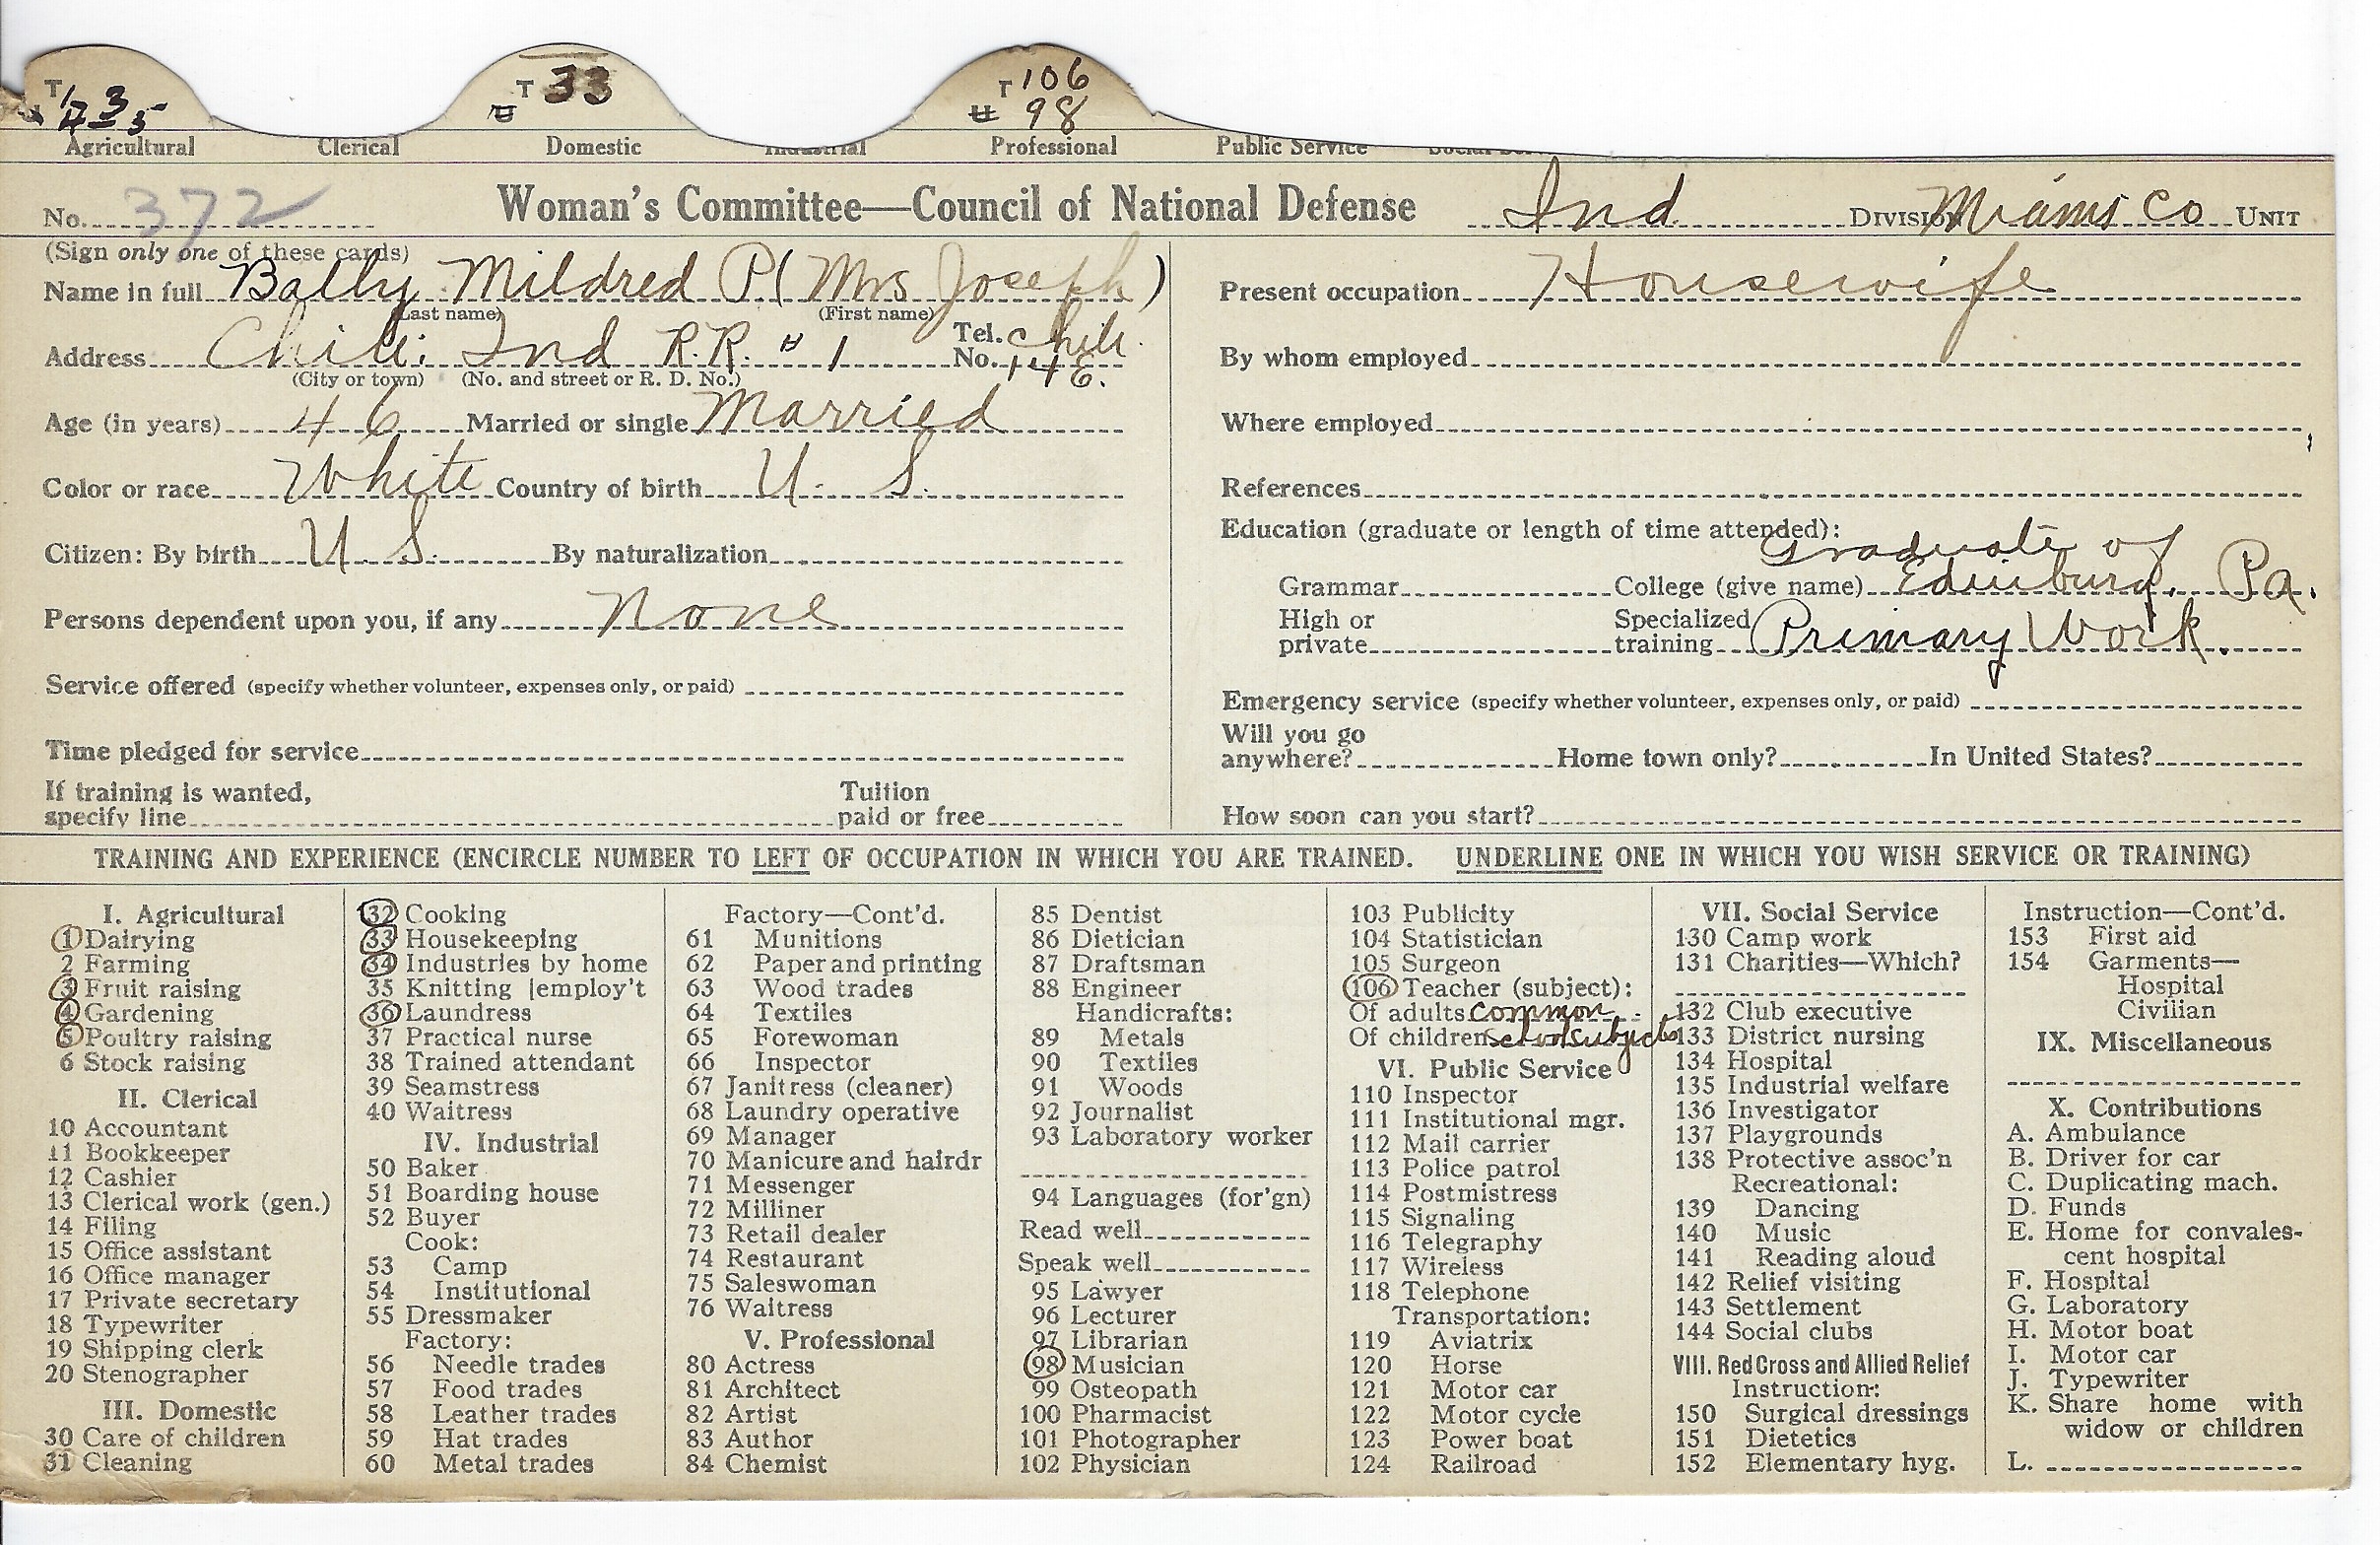 T 1 3
4 5
T 33
T 106
98
Agricultural Clerical Domestic Industrial Professional Public Service
No. 372 Woman's Committee—Council of National Defense Ind. Division Miami Co Unit
(Sign only one of these cards)
Name in full Bally Mildred P (Mrs Joseph)
(Last name) (First name)
Address Chili: Ind R.R. # 1 Tel. No. Chili. 14 E.
(City or town) (No. and street or R. D. No.)
Age (in years) 46 Married or single Married
Color or race White Country of birth U. S.
Citizen: By birth U. S. By naturalization
Persons dependent upon you, if any None
Service offered (specify whether volunteer, expenses only, or paid)
Time pledged for service
If training is wanted, Tuition
specify line paid or free
Present occupation Housewife
By whom employed
Where employed
References
Education (graduate or length of time attended):
Graduate of
Grammar College (give name) Edinburg, Pa.
High or Specialized
private training Primary Work.
Emergency service (specify whether volunteer, expenses only, or paid)
Will you go
anywhere? Home town only? In United States?
How soon can you start?
TRAINING AND EXPERIENCE (ENCIRCLE NUMBER TO LEFT OF OCCUPATION IN WHICH YOU ARE TRAINED. UNDERLINE ONE IN WHICH YOU WISH SERVICE OR TRAINING)
I. Agricultural
1 Dairying
2 Farming
3 Fruit raising
4 Gardening
5 Poultry raising
6 Stock raising
II. Clerical
10 Accountant
11 Bookkeeper
12 Cashier
13 Clerical work (gen.)
14 Filing
15 Office assistant
16 Office manager
17 Private secretary
18 Typewriter
19 Shipping clerk
20 Stenographer
III. Domestic
30 Care of children
31 Cleaning
32 Cooking
33 Housekeeping
34 Industries by home
35 Knitting [employ't
36 Laundress
37 Practical nurse
38 Trained attendant
39 Seamstress
40 Waitress
IV. Industrial
50 Baker
51 Boarding house
52 Buyer
Cook:
53 Camp
54 Institutional
55 Dressmaker
Factory:
56 Needle trades
57 Food trades
58 Leather trades
59 Hat trades
60 Metal trades
Factory—Cont'd.
61 Munitions
62 Paper and printing
63 Wood trades
64 Textiles
65 Forewoman
66 Inspector
67 Janitress (cleaner)
68 Laundry operative
69 Manager
70 Manicure and hairdr
71 Messenger
72 Milliner
73 Retail dealer
74 Restaurant
75 Saleswoman
76 Waitress
V. Professional
80 Actress
81 Architect
82 Artist
83 Author
84 Chemist
85 Dentist
86 Dietician
87 Draftsman
88 Engineer
Handicrafts:
89 Metals
90 Textiles
91 Woods
92 Journalist
93 Laboratory worker
94 Languages (for'gn)
Read well
Speak well
95 Lawyer
96 Lecturer
97 Librarian
98 Musician
99 Osteopath
100 Pharmacist
101 Photographer
102 Physician
103 Publicity
104 Statistician
105 Surgeon
106 Teacher (subject):
Of adults common
Of children school subjects
VI. Public Service
110 Inspector
111 Institutional mgr.
112 Mail carrier
113 Police patrol
114 Postmistress
115 Signaling
116 Telegraphy
117 Wireless
118 Telephone
Transportation:
119 Aviatrix
120 Horse
121 Motor car
122 Motor cycle
123 Power boat
124 Railroad
VII. Social Service
130 Camp work
131 Charities—Which?
132 Club executive
133 District nursing
134 Hospital
135 Industrial welfare
136 Investigator
137 Playgrounds
138 Protective assoc'n
Recreational:
139 Dancing
140 Music
141 Reading aloud
142 Relief visiting
143 Settlement
144 Social clubs
VIII. Red Cross and Allied Relief
Instruction:
150 Surgical dressings
151 Dietetics
152 Elementary hyg.
Instruction—Cont'd.
153 First aid
154 Garments—
Hospital
Civilian
IX. Miscellaneous
X. Contributions
A. Ambulance
B. Driver for car
C. Duplicating mach.
D. Funds
E. Home for convales-
cent hospital
F. Hospital
G. Laboratory
H. Motor boat
I. Motor car
J. Typewriter
K. Share home with
widow or children
L.